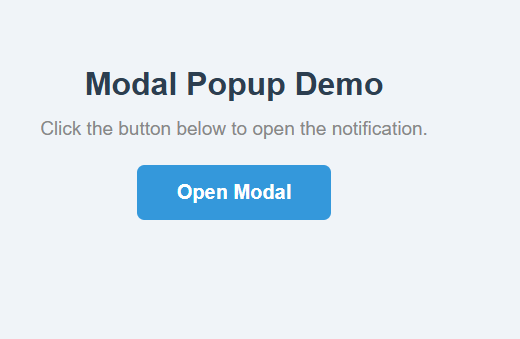 Modal Popup Demo
Click the button below to open the notification.
Open Modal